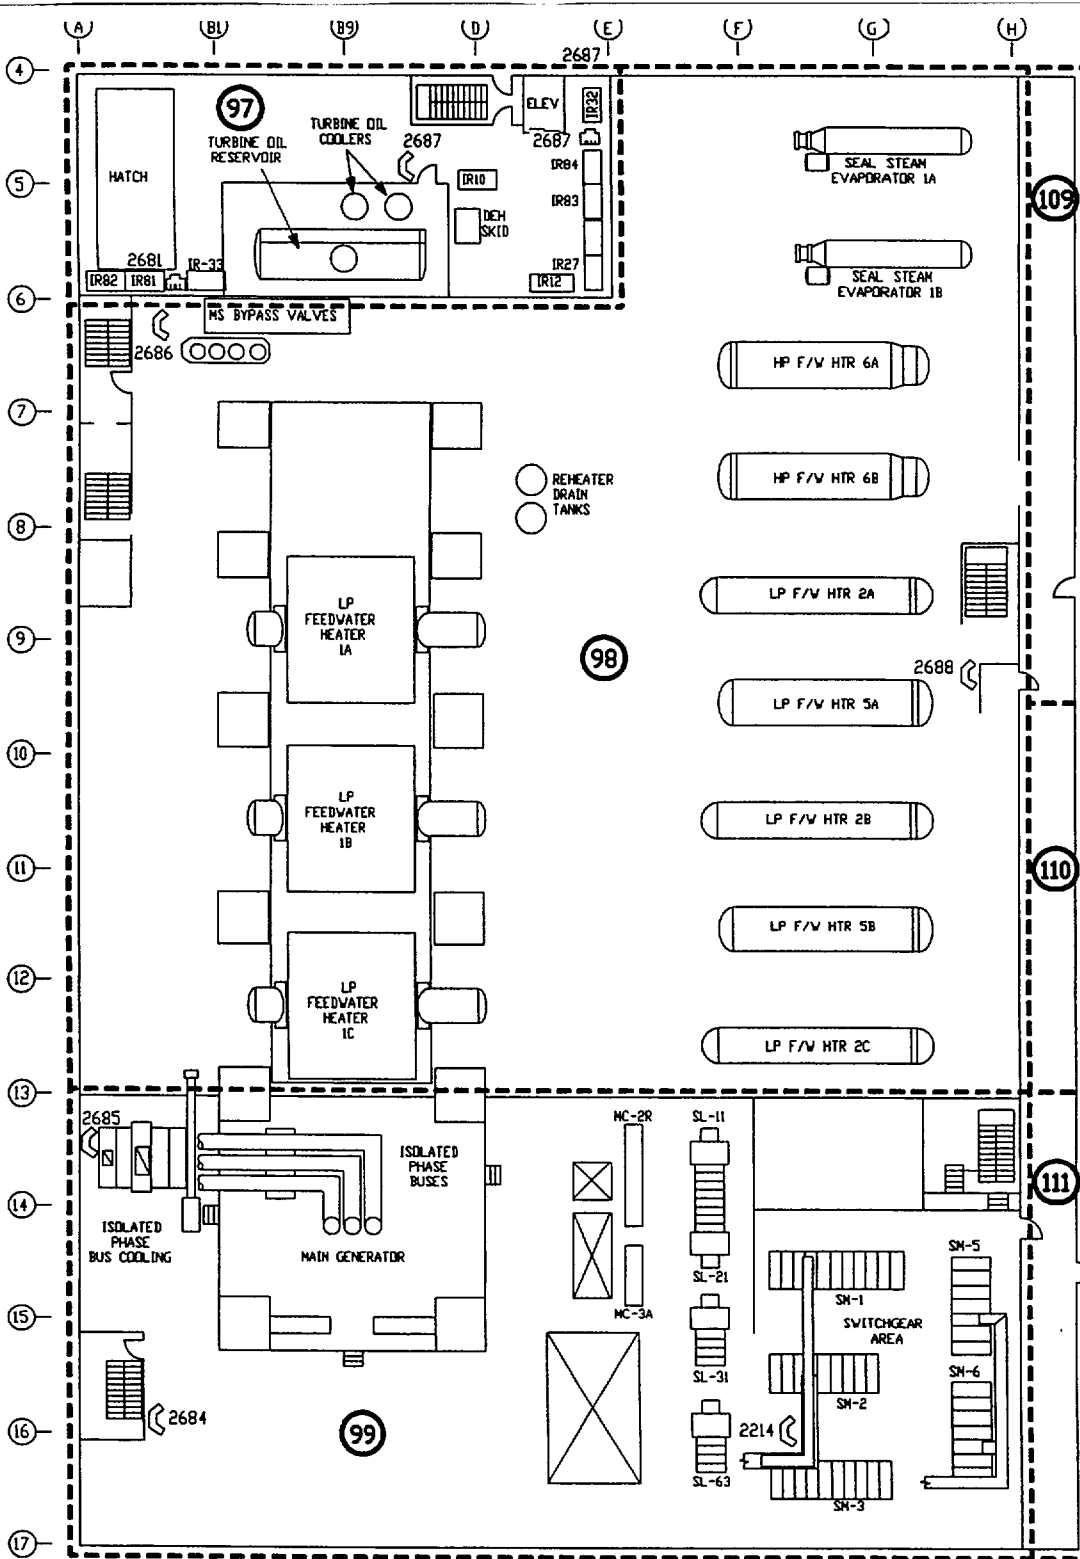 (A) (B1) (B9) (D) (E) (F) (G) (H)
2687
4
97
TURBINE OIL
RESERVOIR
TURBINE OIL
COOLERS
2687
ELEV
IR32
2687
HATCH
IR84
SEAL STEAM
EVAPORATOR 1A
5
IR10
IR83
109
DEH
SKID
2681
IR-33
IR82
IR81
IR27
IR12
SEAL STEAM
EVAPORATOR 1B
6
MS BYPASS VALVES
2686
HP F/W HTR 6A
7
HP F/W HTR 6B
REHEATER
DRAIN
TANKS
8
LP
FEEDWATER
HEATER
1A
LP F/W HTR 2A
9
98
2688
LP F/W HTR 5A
10
LP
FEEDWATER
HEATER
1B
LP F/W HTR 2B
11
110
LP F/W HTR 5B
12
LP
FEEDWATER
HEATER
1C
LP F/W HTR 2C
13
2685
MC-2R
SL-11
ISOLATED
PHASE
BUSES
111
14
ISOLATED
PHASE
BUS COOLING
MAIN GENERATOR
SM-5
SL-21
SM-1
15
MC-3A
SWITCHGEAR
AREA
SL-31
SM-6
SM-2
16
2684
99
2214
SL-63
SM-3
17